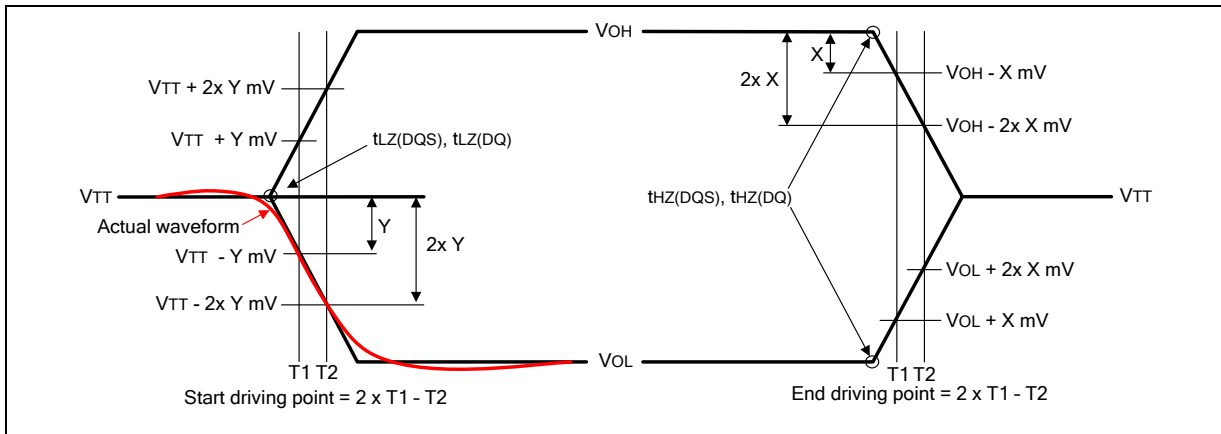 VOH
X
2x X
VOH - X mV
VTT + 2x Y mV
VOH - 2x X mV
VTT + Y mV
tLZ(DQS), tLZ(DQ)
VTT
tHZ(DQS), tHZ(DQ)
VTT
Actual waveform
Y
2x Y
VTT - Y mV
VOL + 2x X mV
VTT - 2x Y mV
VOL + X mV
VOL
T1 T2
T1 T2
Start driving point = 2 x T1 - T2
End driving point = 2 x T1 - T2